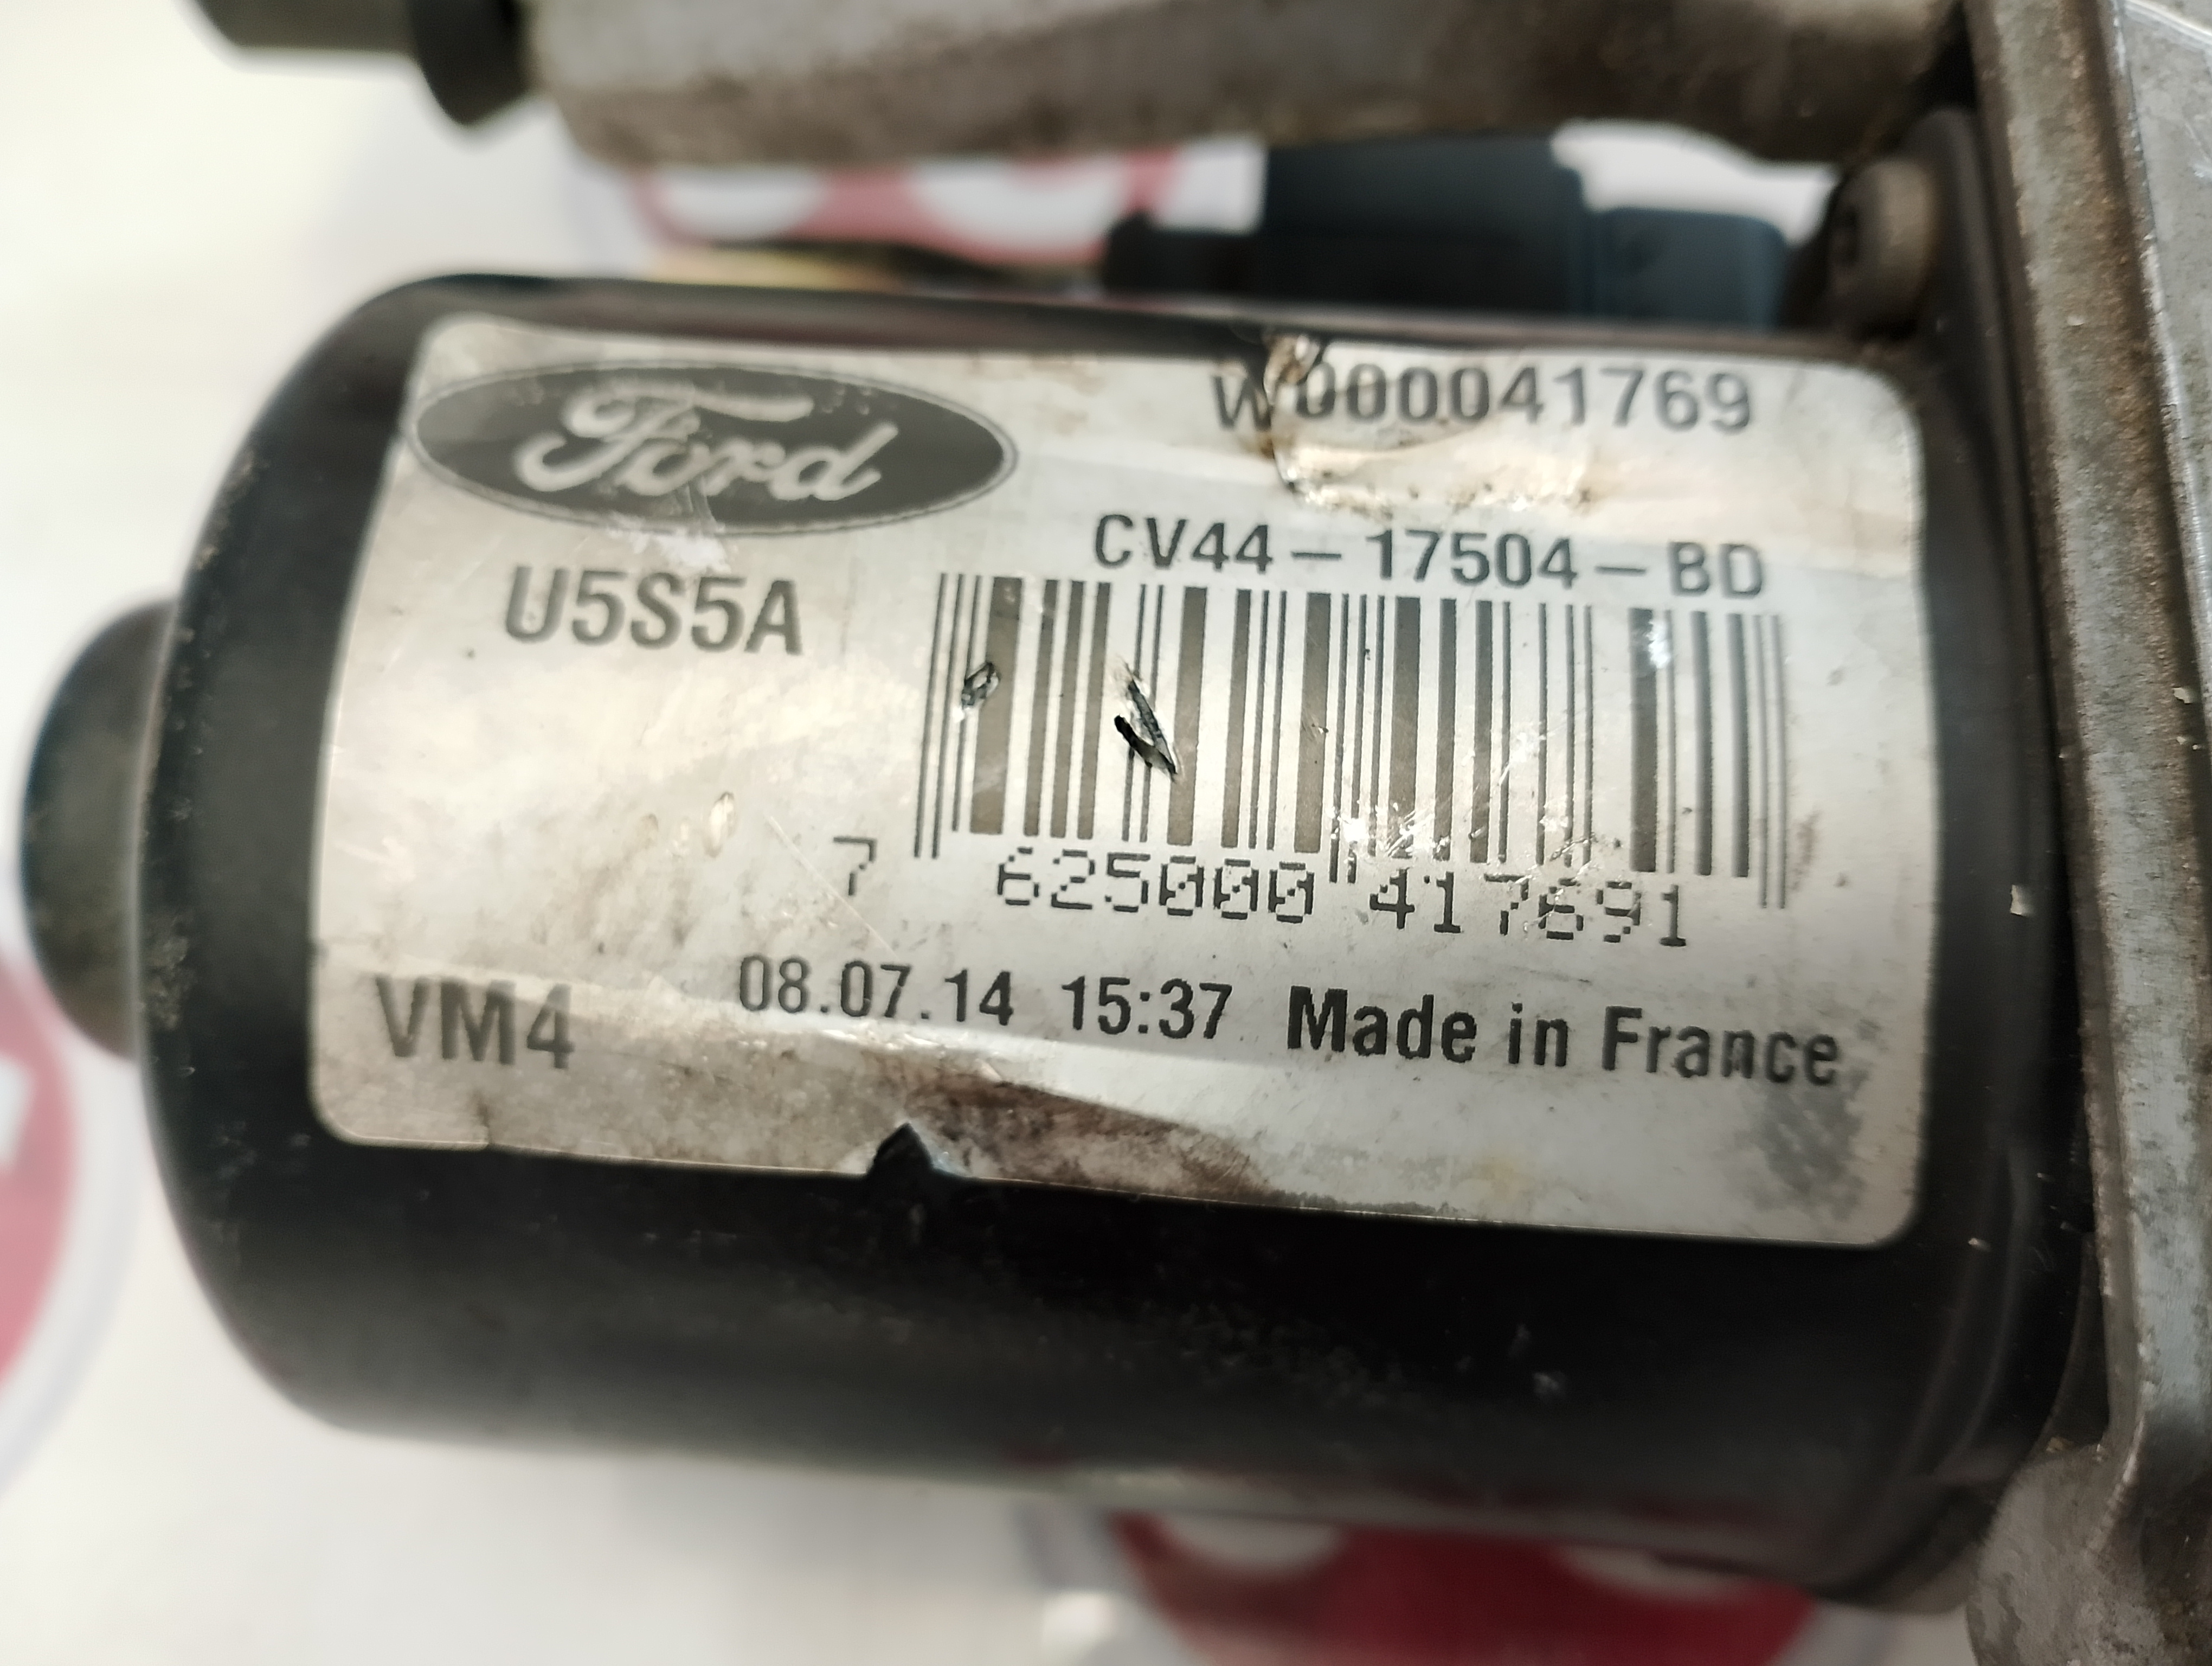 Ford
W000041769
CV44-17504-BD
U5S5A
7 625000 417691
VM4 08.07.14 15:37 Made in France